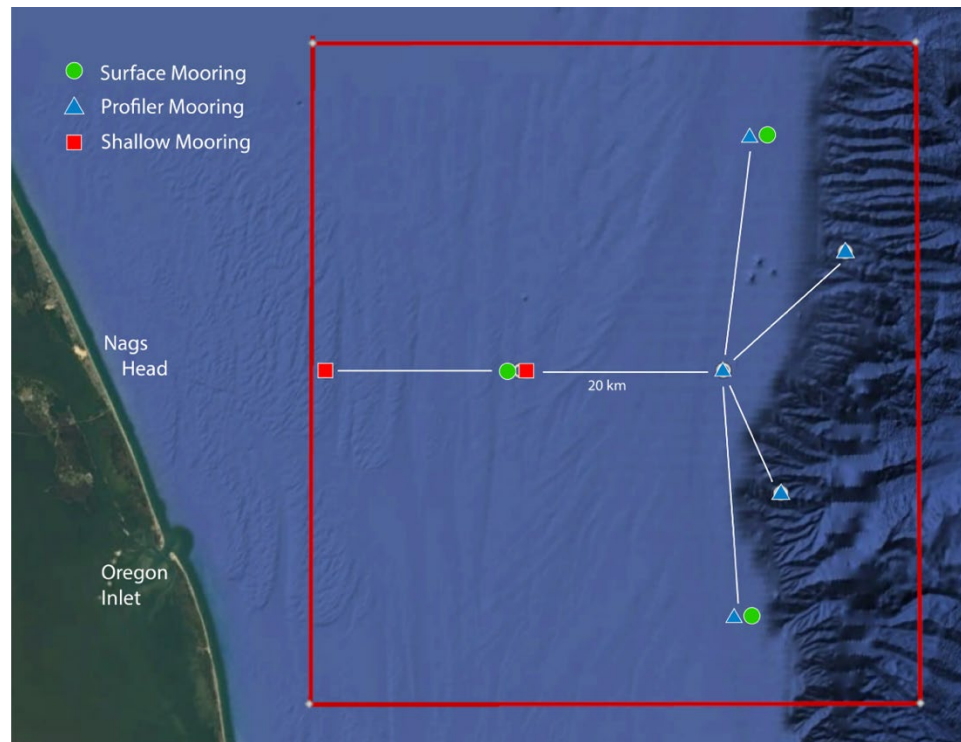 Surface Mooring
Profiler Mooring
Shallow Mooring
Nags
Head
20 km
Oregon
Inlet